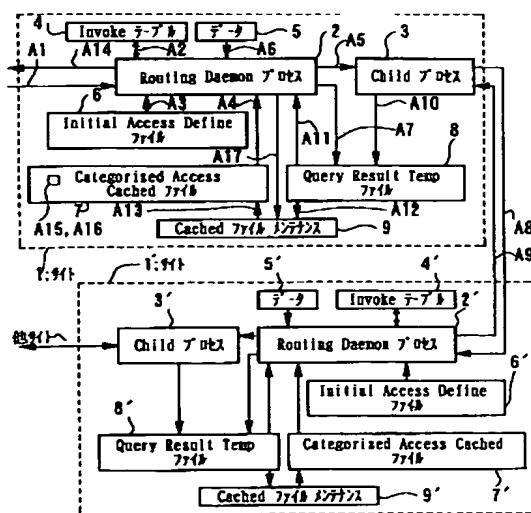 4
5
2
3
A14
Invoke テーブル
データ
A5
A1
A2
A6
Routing Daemon プロセス
Child プロセス
6
A3
A4
A10
Initial Access Define
ファイル
A11
A7
8
A17
Categorised Access
Cached ファイル
Query Result Temp
ファイル
A15, A16
7
A13
A12
A8
Cached ファイル メンテナンス
9
A9
1:サイト
1':サイト
5'
4'
3'
データ
Invoke テーブル
2'
他サイトへ
Child プロセス
Routing Daemon プロセス
Initial Access Define
ファイル
6'
8'
Query Result Temp
ファイル
Categorized Access Cached
ファイル
Cached ファイル メンテナンス
9'
7'